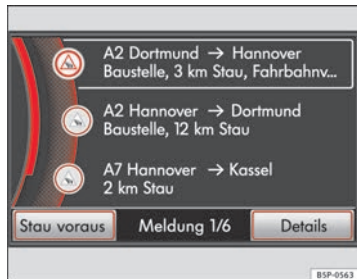 A2 Dortmund → Hannover
Baustelle, 3 km Stau, Fahrbahnv...
A2 Hannover → Dortmund
Baustelle, 12 km Stau
A7 Hannover → Kassel
2 km Stau
Stau voraus
Meldung 1/6
Details
B5P-0563